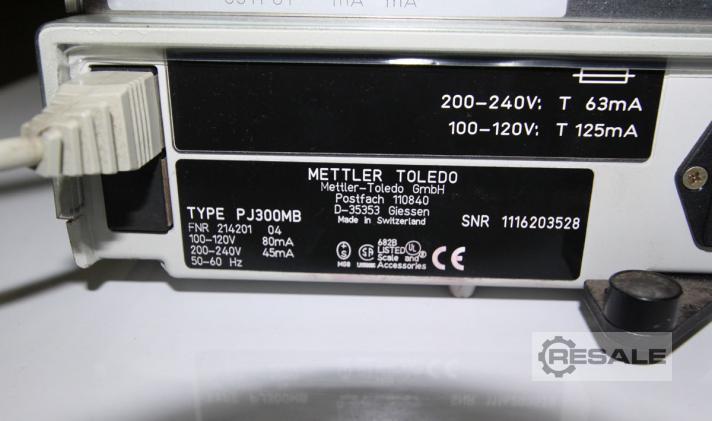 200-240V: T 63mA
100-120V: T 125mA
METTLER TOLEDO
Mettler-Toledo GmbH
Postfach 110840
D-35353 Giessen
Made in Switzerland
TYPE PJ300MB
FNR 214201 04
100-120V 80mA
200-240V 45mA
50-60 Hz
SNR 1116203528
682B
LISTED UL
Scale and
Accessories
CE
RESALE